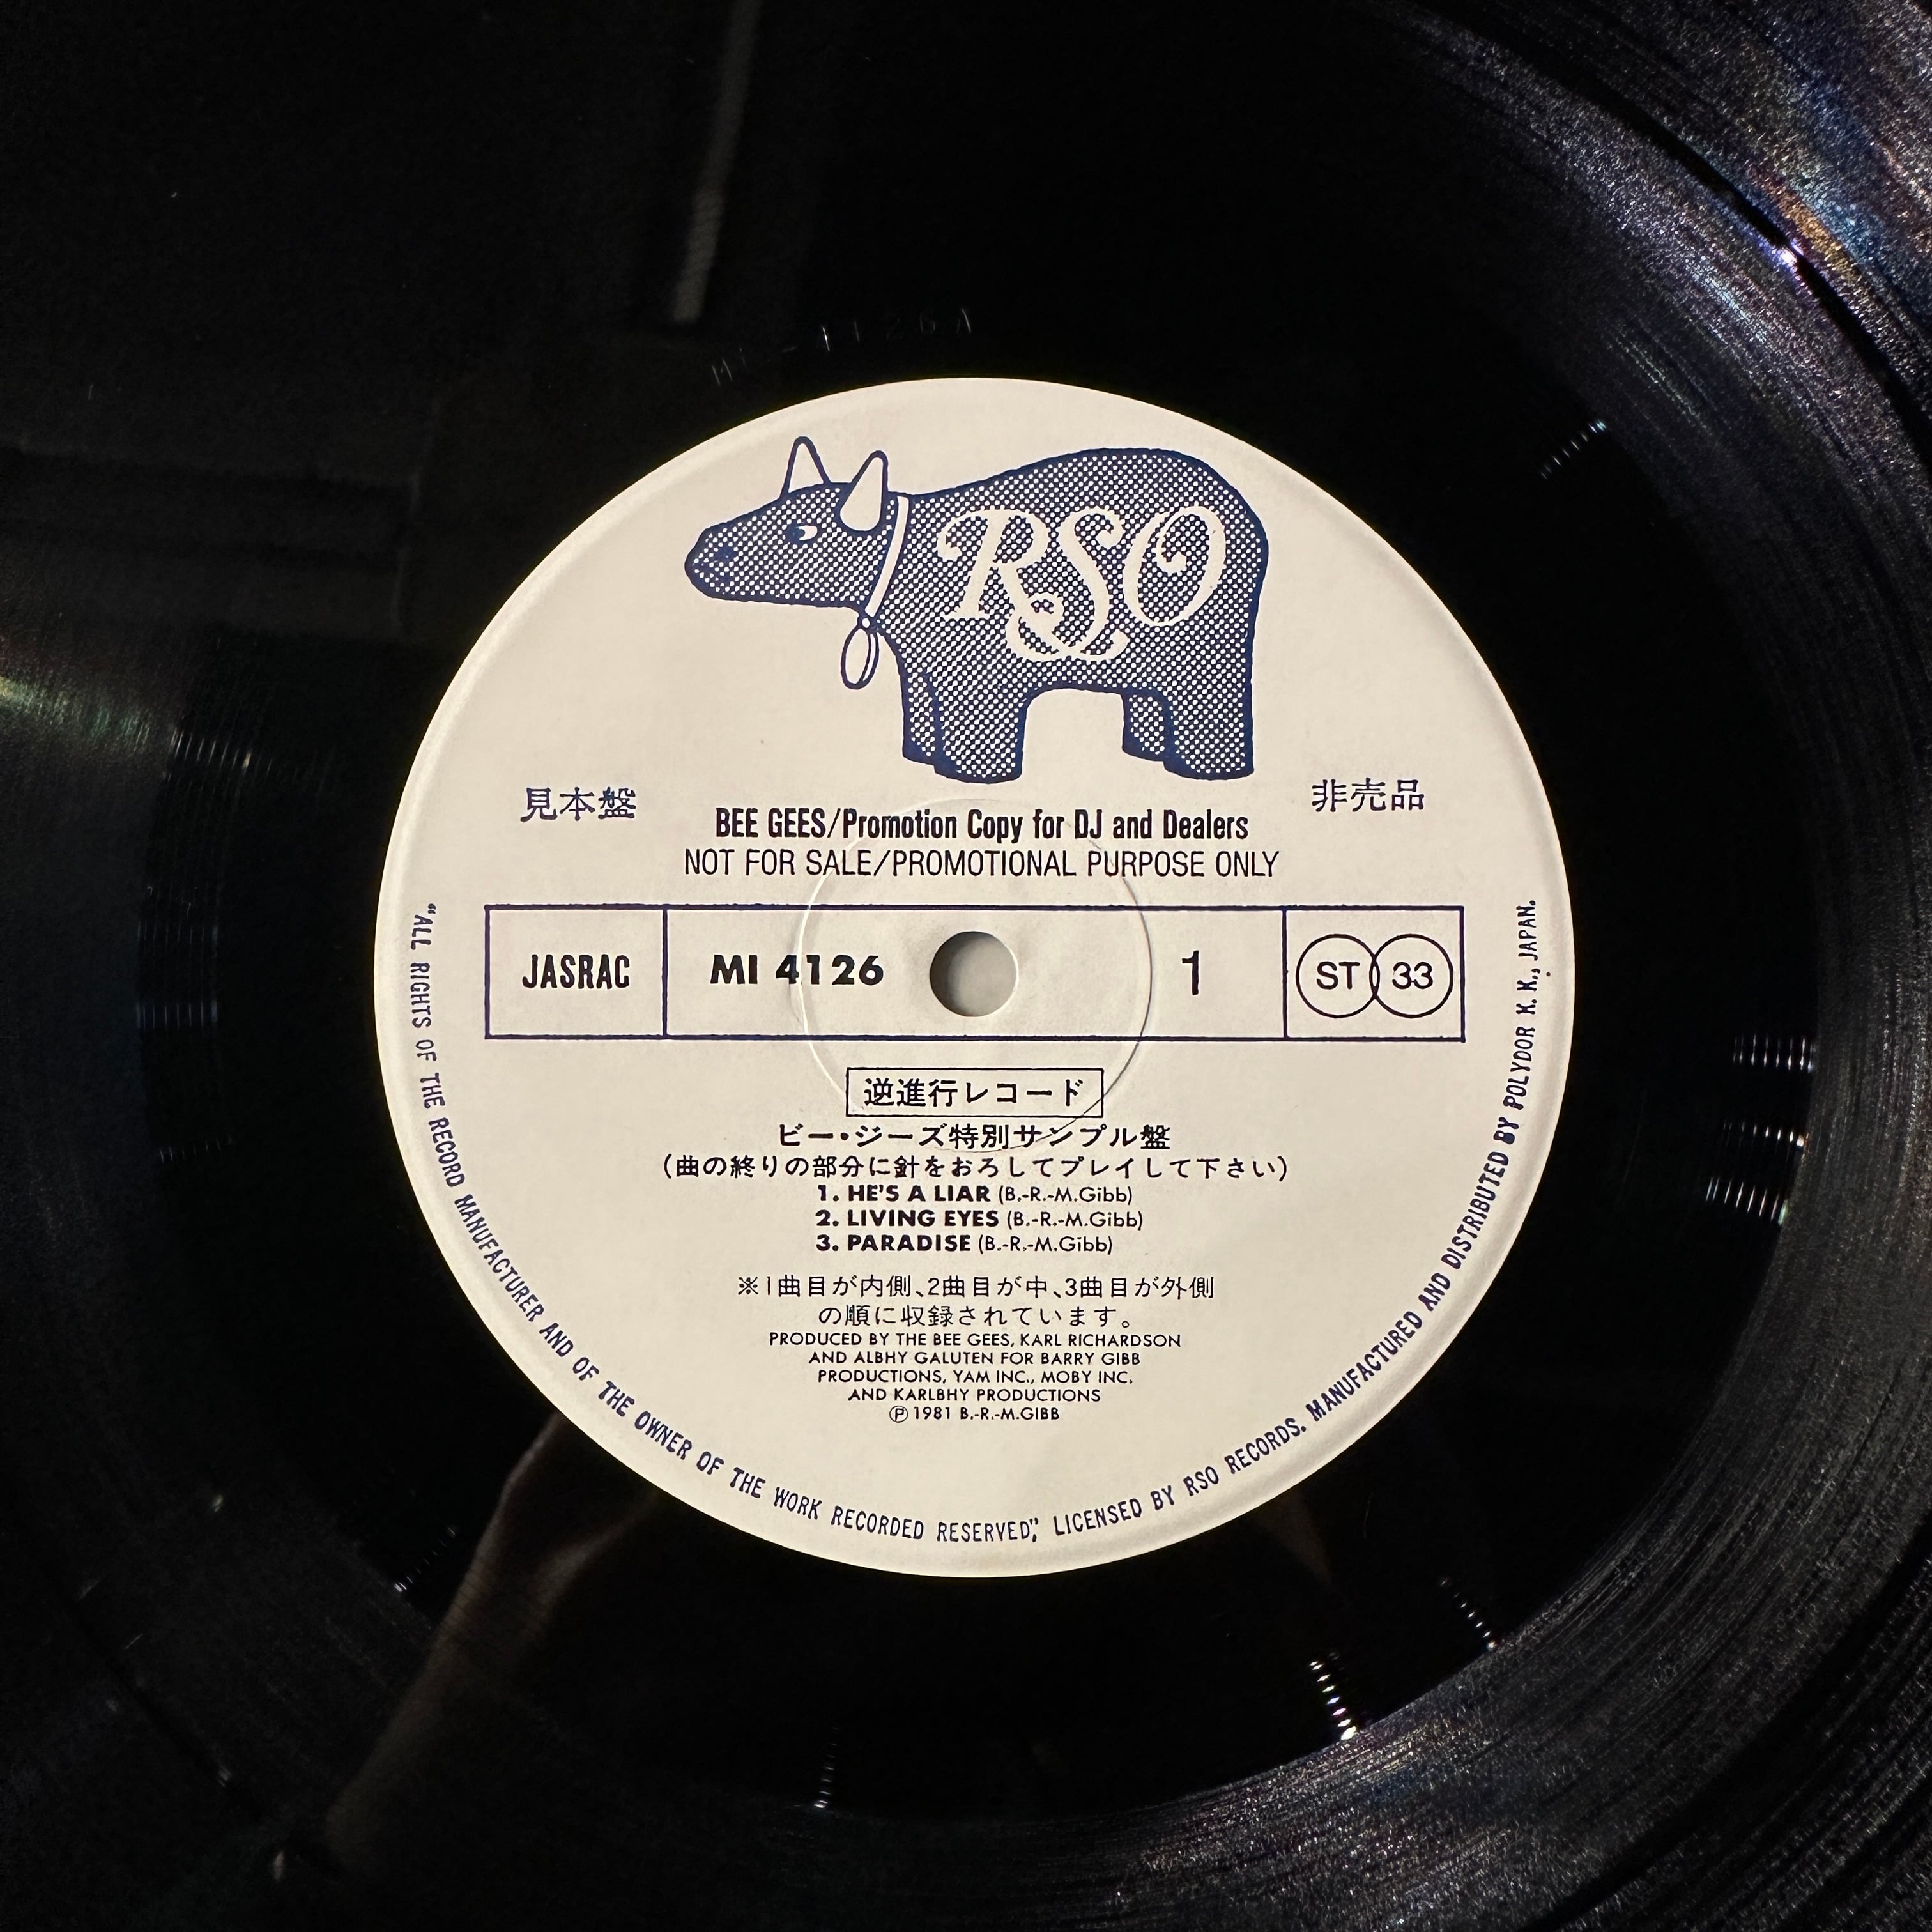 MI-4126A
RSO
見本盤
非売品
BEE GEES/Promotion Copy for DJ and Dealers
NOT FOR SALE/PROMOTIONAL PURPOSE ONLY
JASRAC
MI 4126
1
ST 33
逆進行レコード
ビー・ジーズ特別サンプル盤
(曲の終りの部分に針をおろしてプレイして下さい)
1. HE'S A LIAR (B.-R.-M.Gibb)
2. LIVING EYES (B.-R.-M.Gibb)
3. PARADISE (B.-R.-M.Gibb)
※1曲目が内側、2曲目が中、3曲目が外側
の順に収録されています。
PRODUCED BY THE BEE GEES, KARL RICHARDSON
AND ALBHY GALUTEN FOR BARRY GIBB
PRODUCTIONS, YAM INC., MOBY INC.
AND KARLBHY PRODUCTIONS
Ⓟ 1981 B.-R.-M.GIBB
"ALL RIGHTS OF THE RECORD MANUFACTURER AND OF THE OWNER OF THE WORK RECORDED RESERVED", LICENSED BY RSO RECORDS. MANUFACTURED AND DISTRIBUTED BY POLYDOR K. K., JAPAN.